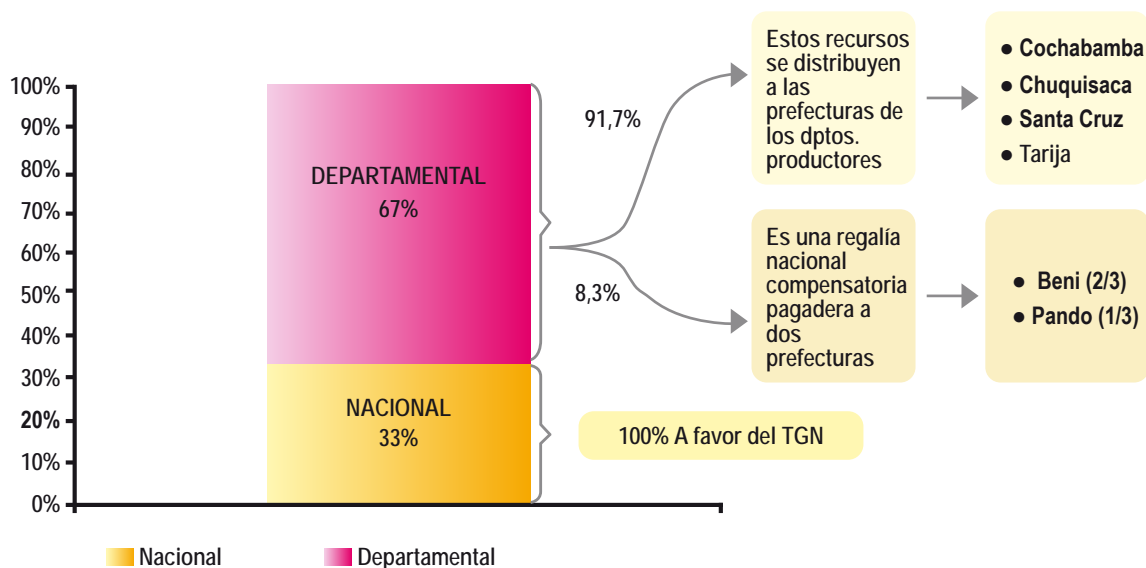 100%
90%
80%
70%
60%
50%
40%
30%
20%
10%
0%
DEPARTAMENTAL
67%
NACIONAL
33%
91,7%
8,3%
Estos recursos
se distribuyen
a las
prefecturas de
los dptos.
productores
● Cochabamba
● Chuquisaca
● Santa Cruz
● Tarija
Es una regalía
nacional
compensatoria
pagadera a
dos
prefecturas
● Beni (2/3)
● Pando (1/3)
100% A favor del TGN
Nacional
Departamental